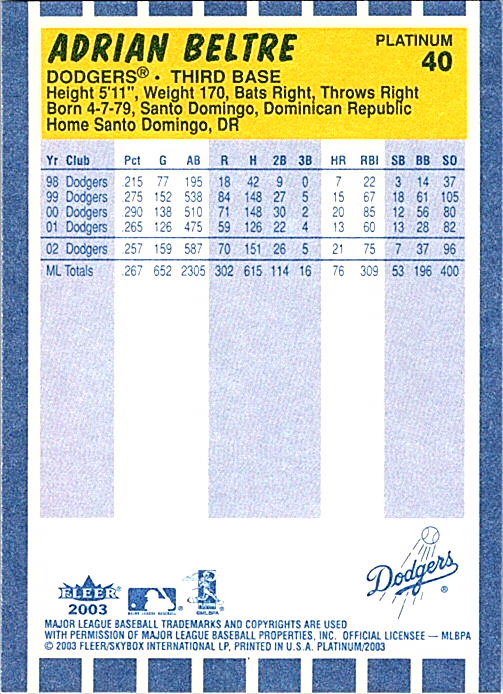 ADRIAN BELTRE
PLATINUM
40
DODGERS® • THIRD BASE
Height 5'11", Weight 170, Bats Right, Throws Right
Born 4-7-79, Santo Domingo, Dominican Republic
Home Santo Domingo, DR
Yr Club Pct G AB R H 2B 3B HR RBI SB BB SO
98 Dodgers .215 77 195 18 42 9 0 7 22 3 14 37
99 Dodgers .275 152 538 84 148 27 5 15 67 18 61 105
00 Dodgers .290 138 510 71 148 30 2 20 85 12 56 80
01 Dodgers .265 126 475 59 126 22 4 13 60 13 28 82
02 Dodgers .257 159 587 70 151 26 5 21 75 7 37 96
ML Totals .267 652 2305 302 615 114 16 76 309 53 196 400
Dodgers ®
FLEER
2003
MAJOR LEAGUE BASEBALL
©MLBPA
MAJOR LEAGUE BASEBALL TRADEMARKS AND COPYRIGHTS ARE USED
WITH PERMISSION OF MAJOR LEAGUE BASEBALL PROPERTIES, INC. OFFICIAL LICENSEE — MLBPA
© 2003 FLEER/SKYBOX INTERNATIONAL LP, PRINTED IN U.S.A. PLATINUM/2003